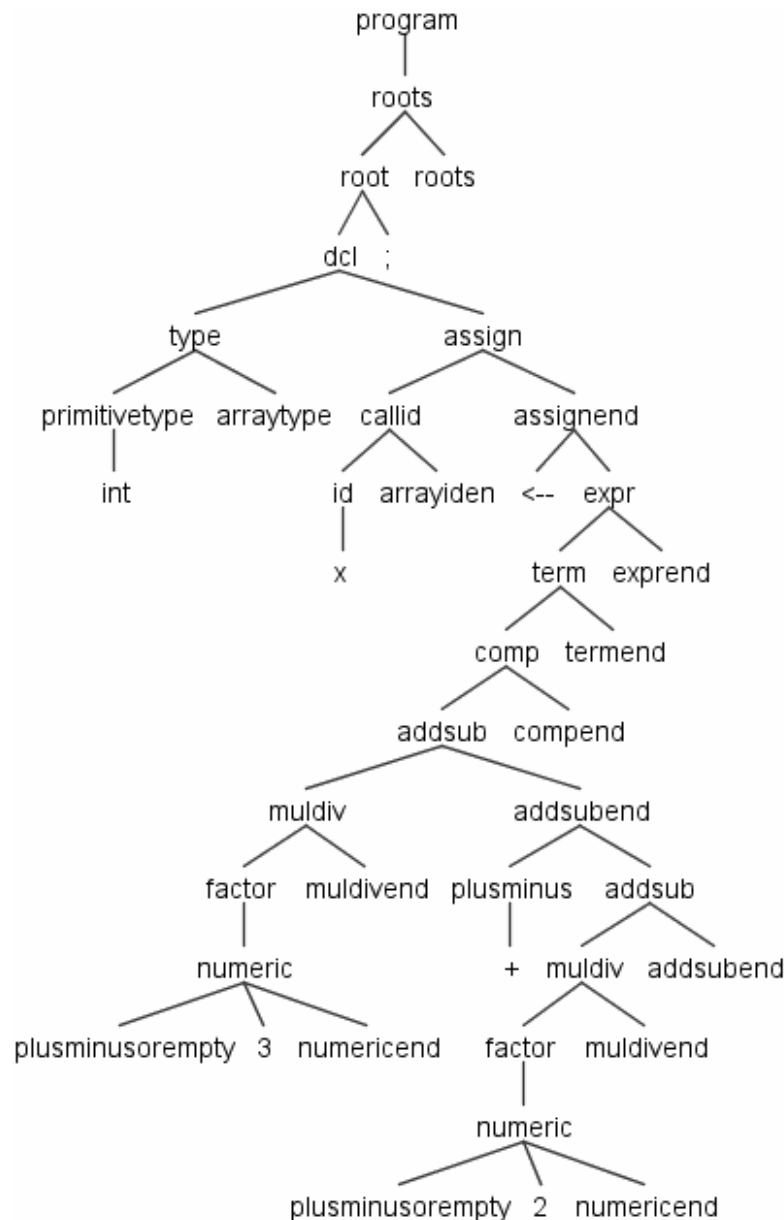 program
roots
root roots
dcl ;
type assign
primitivetype arraytype callid assignend
int id arrayiden <-- expr
x term exprend
comp termend
addsub compend
muldiv addsubend
factor muldivend plusminus addsub
numeric + muldiv addsubend
plusminusorempty 3 numericend factor muldivend
numeric
plusminusorempty 2 numericend